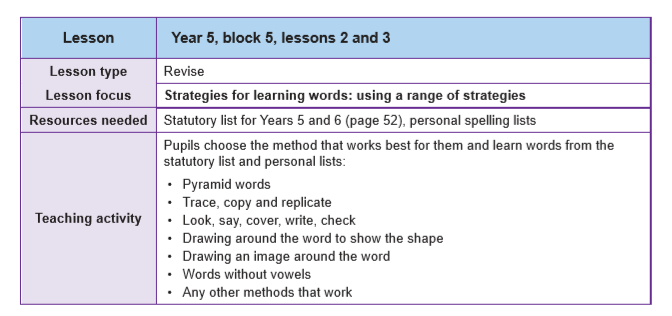 Lesson Year 5, block 5, lessons 2 and 3
Lesson type Revise
Lesson focus Strategies for learning words: using a range of strategies
Resources needed Statutory list for Years 5 and 6 (page 52), personal spelling lists
Teaching activity
Pupils choose the method that works best for them and learn words from the
statutory list and personal lists:
• Pyramid words
• Trace, copy and replicate
• Look, say, cover, write, check
• Drawing around the word to show the shape
• Drawing an image around the word
• Words without vowels
• Any other methods that work